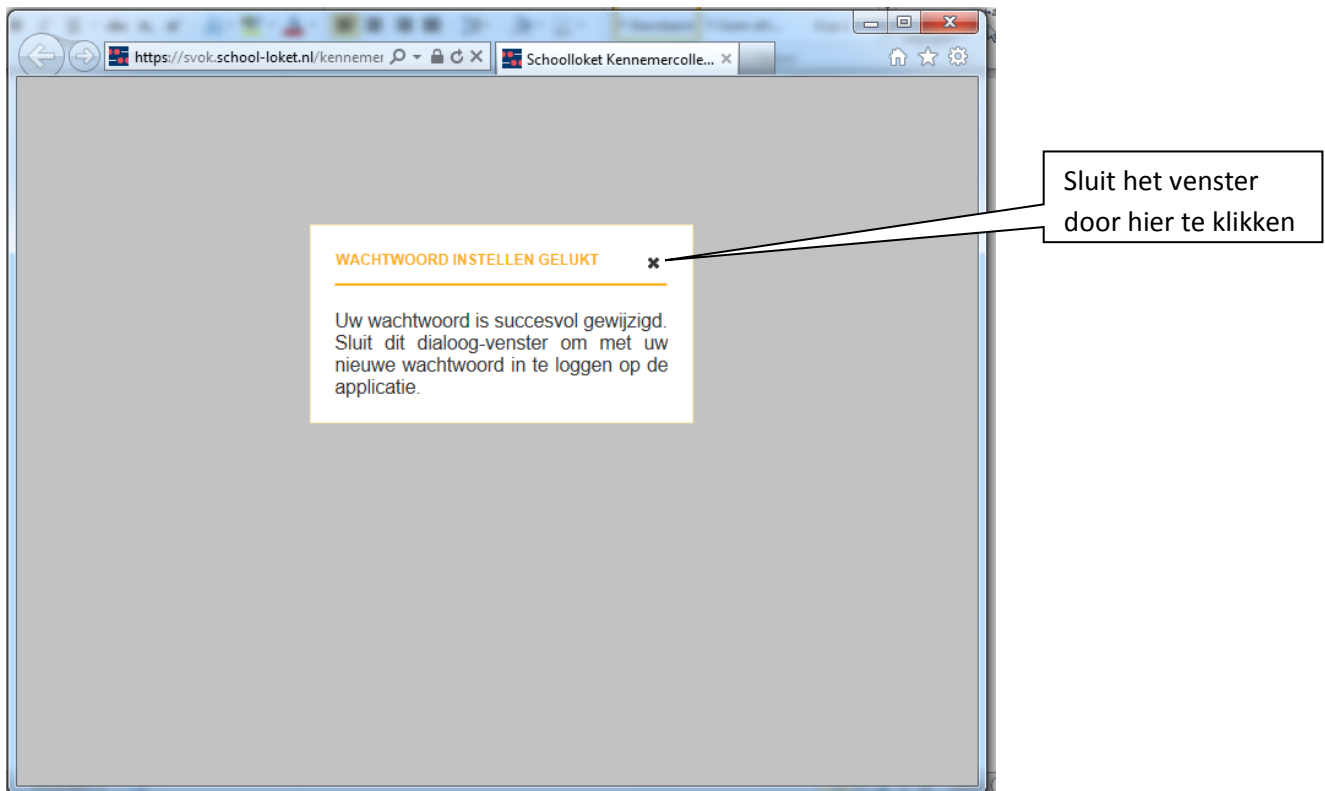 https://svok.school-loket.nl/kennemer
Schoolloket Kennemercolle...
Sluit het venster
door hier te klikken
WACHTWOORD INSTELLEN GELUKT
Uw wachtwoord is succesvol gewijzigd.
Sluit dit dialoog-venster om met uw
nieuwe wachtwoord in te loggen op de
applicatie.